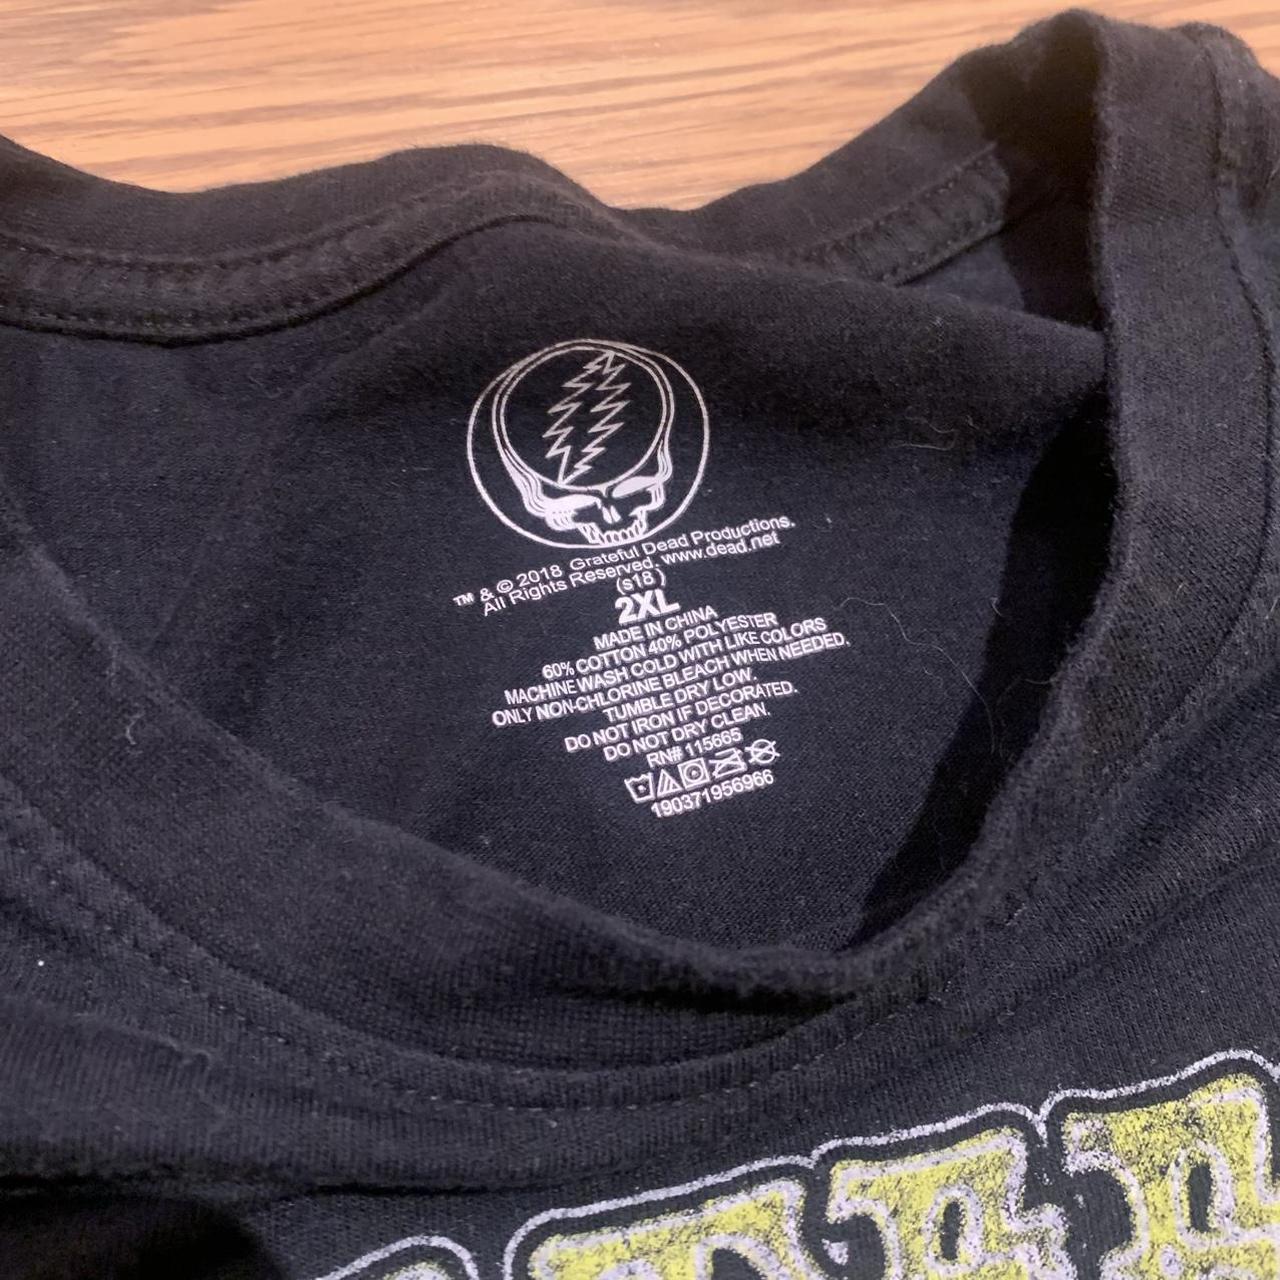 ™ & © 2018 Grateful Dead Productions.
All Rights Reserved. www.dead.net
(s18)
2XL
MADE IN CHINA
60% COTTON 40% POLYESTER
MACHINE WASH COLD WITH LIKE COLORS
ONLY NON-CHLORINE BLEACH WHEN NEEDED.
TUMBLE DRY LOW.
DO NOT IRON IF DECORATED.
DO NOT DRY CLEAN.
RN# 115665
190371956966